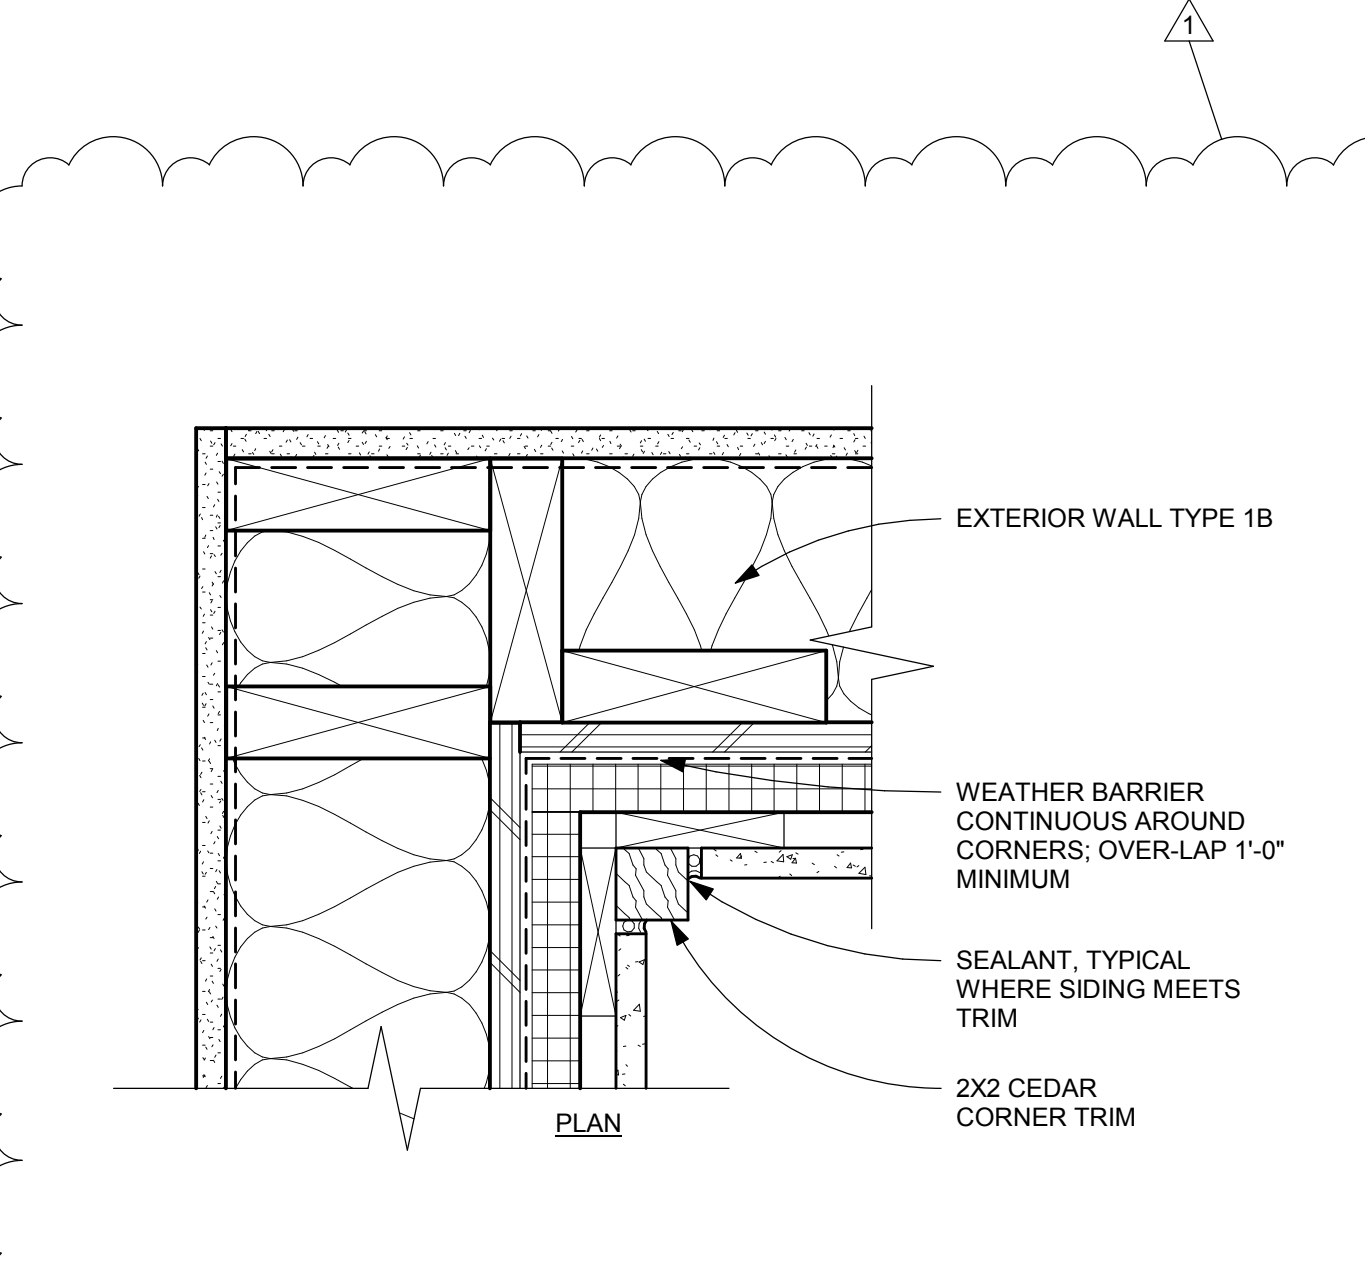 1
EXTERIOR WALL TYPE 1B
WEATHER BARRIER
CONTINUOUS AROUND
CORNERS; OVER-LAP 1'-0"
MINIMUM
SEALANT, TYPICAL
WHERE SIDING MEETS
TRIM
2X2 CEDAR
CORNER TRIM
PLAN